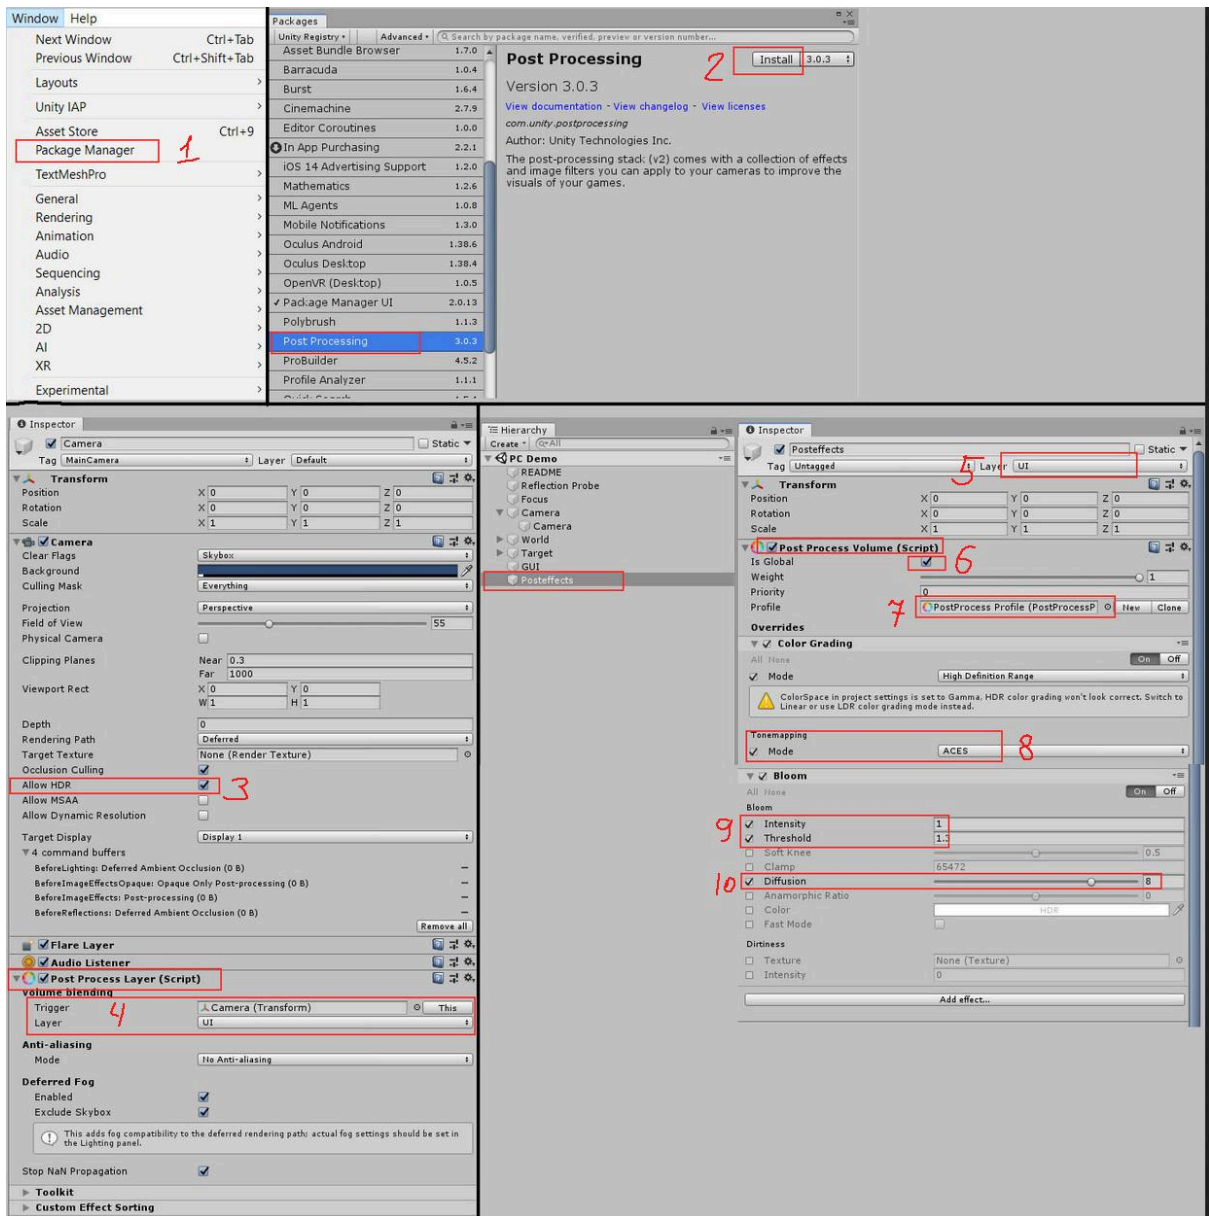 Window Help
Next Window Ctrl+Tab
Previous Window Ctrl+Shift+Tab
Layouts
Unity IAP
Asset Store Ctrl+9
Package Manager 1
TextMeshPro
General
Rendering
Animation
Audio
Sequencing
Analysis
Asset Management
2D
AI
XR
Experimental
Packages
Unity Registry Advanced Search by package name, verified, preview or version number...
Asset Bundle Browser 1.7.0
Barracuda 1.0.4
Burst 1.6.4
Cinemachine 2.7.9
Editor Coroutines 1.0.0
In App Purchasing 2.2.1
iOS 14 Advertising Support 1.2.0
Mathematics 1.2.6
ML Agents 1.0.8
Mobile Notifications 1.3.0
Oculus Android 1.38.6
Oculus Desktop 1.38.4
OpenVR (Desktop) 1.0.5
Package Manager UI 2.0.13
Polybrush 1.1.3
Post Processing 3.0.3
ProBuilder 4.5.2
Profile Analyzer 1.1.1
Post Processing 2 Install 3.0.3
Version 3.0.3
View documentation - View changelog - View licenses
com.unity.postprocessing
Author: Unity Technologies Inc.
The post-processing stack (v2) comes with a collection of effects
and image filters you can apply to your cameras to improve the
visuals of your games.
Inspector
Camera Static
Tag MainCamera Layer Default
Transform
Position X 0 Y 0 Z 0
Rotation X 0 Y 0 Z 0
Scale X 1 Y 1 Z 1
Camera
Clear Flags Skybox
Background
Culling Mask Everything
Projection Perspective
Field of View 55
Physical Camera
Clipping Planes Near 0.3
Far 1000
Viewport Rect X 0 Y 0
W 1 H 1
Depth 0
Rendering Path Deferred
Target Texture None (Render Texture)
Occlusion Culling
Allow HDR 3
Allow MSAA
Allow Dynamic Resolution
Target Display Display 1
4 command buffers
BeforeLighting: Deferred Ambient Occlusion (0 B)
BeforeImageEffectsOpaque: Opaque Only Post-processing (0 B)
BeforeImageEffects: Post-processing (0 B)
BeforeReflections: Deferred Ambient Occlusion (0 B)
Remove all
Flare Layer
Audio Listener
Post Process Layer (Script)
Volume blending
Trigger 4 Camera (Transform) This
Layer UI
Anti-aliasing
Mode No Anti-aliasing
Deferred Fog
Enabled
Exclude Skybox
This adds fog compatibility to the deferred rendering path; actual fog settings should be set in
the Lighting panel.
Stop NaN Propagation
Toolkit
Custom Effect Sorting
Hierarchy
Create All
PC Demo
README
Reflection Probe
Focus
Camera
Camera
World
Target
GUI
Posteffects
Inspector
Posteffects Static
Tag Untagged 5 Layer UI
Transform
Position X 0 Y 0 Z 0
Rotation X 0 Y 0 Z 0
Scale X 1 Y 1 Z 1
Post Process Volume (Script)
Is Global 6
Weight 1
Priority 0
Profile 7 PostProcess Profile (PostProcessP New Clone
Overrides
Color Grading
All None On Off
Mode High Definition Range
ColorSpace in project settings is set to Gamma, HDR color grading won't look correct. Switch to
Linear or use LDR color grading mode instead.
Tonemapping
Mode ACES 8
Bloom
All None On Off
Bloom
9 Intensity 1
Threshold 1.3
Soft Knee 0.5
Clamp 65472
10 Diffusion 8
Anamorphic Ratio 0
Color HDR
Fast Mode
Dirtiness
Texture None (Texture)
Intensity 0
Add effect...